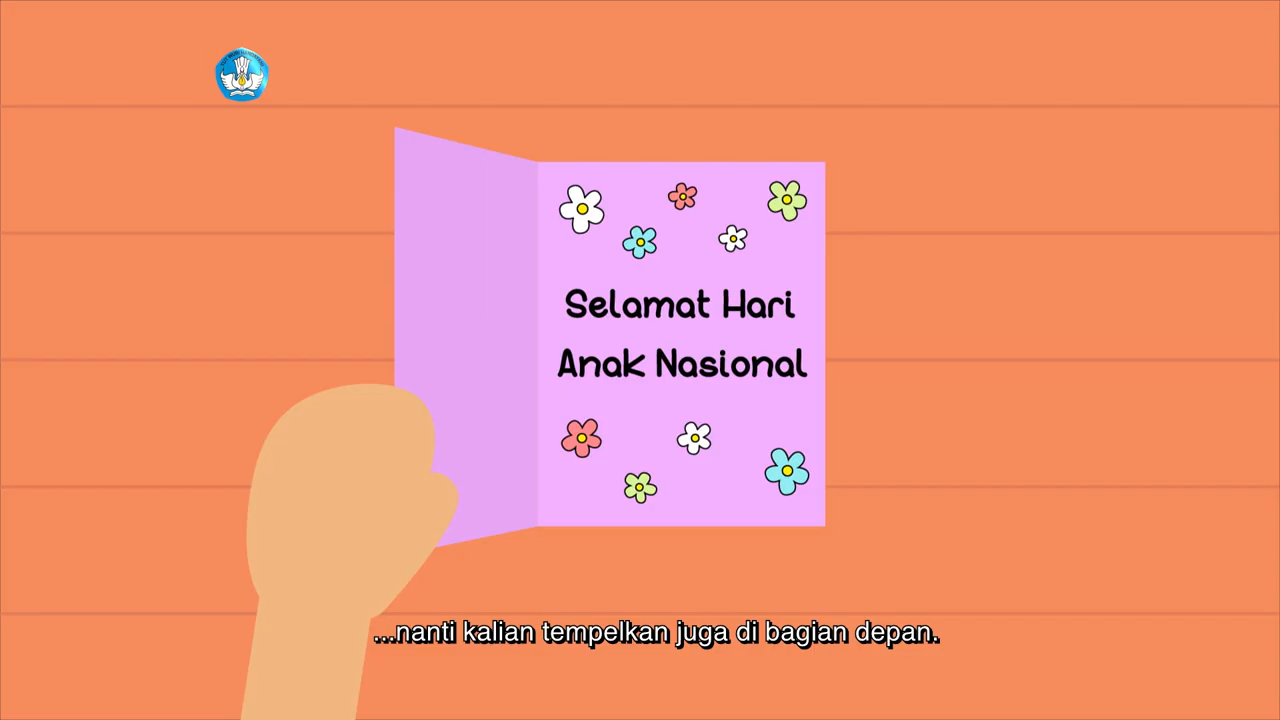 Selamat Hari
Anak Nasional
...nanti kalian tempelkan juga di bagian depan.